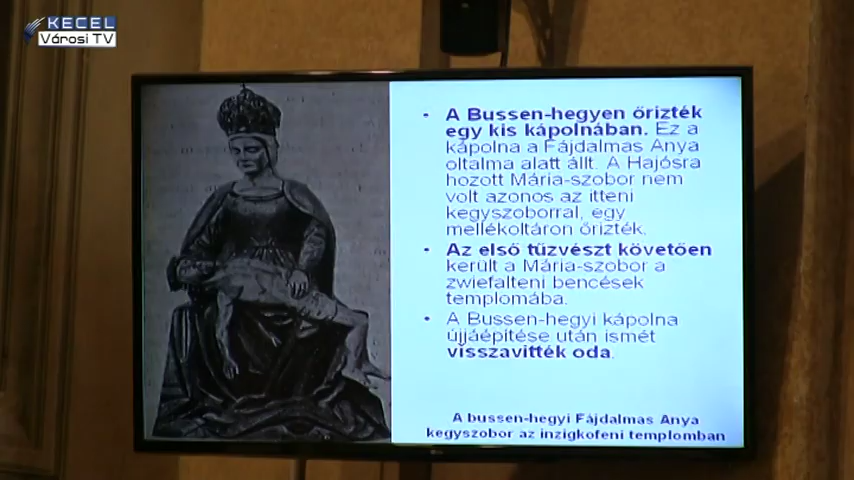 KECEL
Városi TV
• A Bussen-hegyen őrizték
egy kis kápolnában. Ez a
kápolna a Fájdalmas Anya
oltalma alatt állt. A Hajósra
hozott Mária-szobor nem
volt azonos az itteni
kegyszoborral, egy
mellékoltáron őrizték.
• Az első tűzvészt követően
került a Mária-szobor a
zwiefalteni bencések
templomába.
• A Bussen-hegyi kápolna
újjáépítése után ismét
visszavitték oda.
A bussen-hegyi Fájdalmas Anya
kegyszobor az inzigkofeni templomban
LG